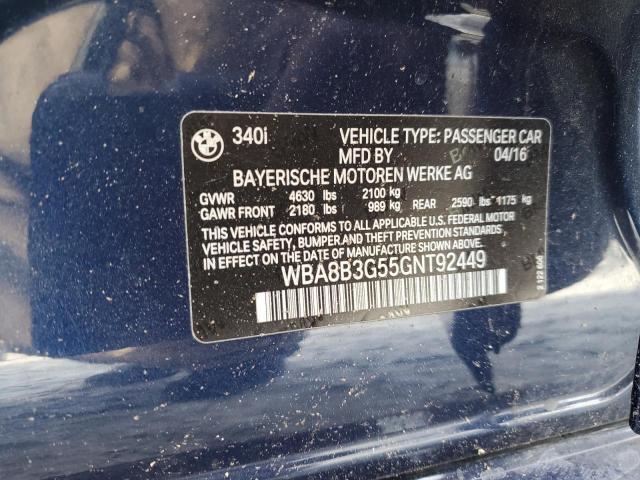 340i VEHICLE TYPE: PASSENGER CAR
MFD BY 04/16
BAYERISCHE MOTOREN WERKE AG
GVWR 4630 lbs 2100 kg
GAWR FRONT 2180 lbs 989 kg REAR 2590 lbs 1175 kg
THIS VEHICLE CONFORMS TO ALL APPLICABLE U.S. FEDERAL MOTOR
VEHICLE SAFETY, BUMPER AND THEFT PREVENTION STANDARDS
IN EFFECT ON THE DATE OF MANUFACTURE SHOWN ABOVE.
WBA8B3G55GNT92449